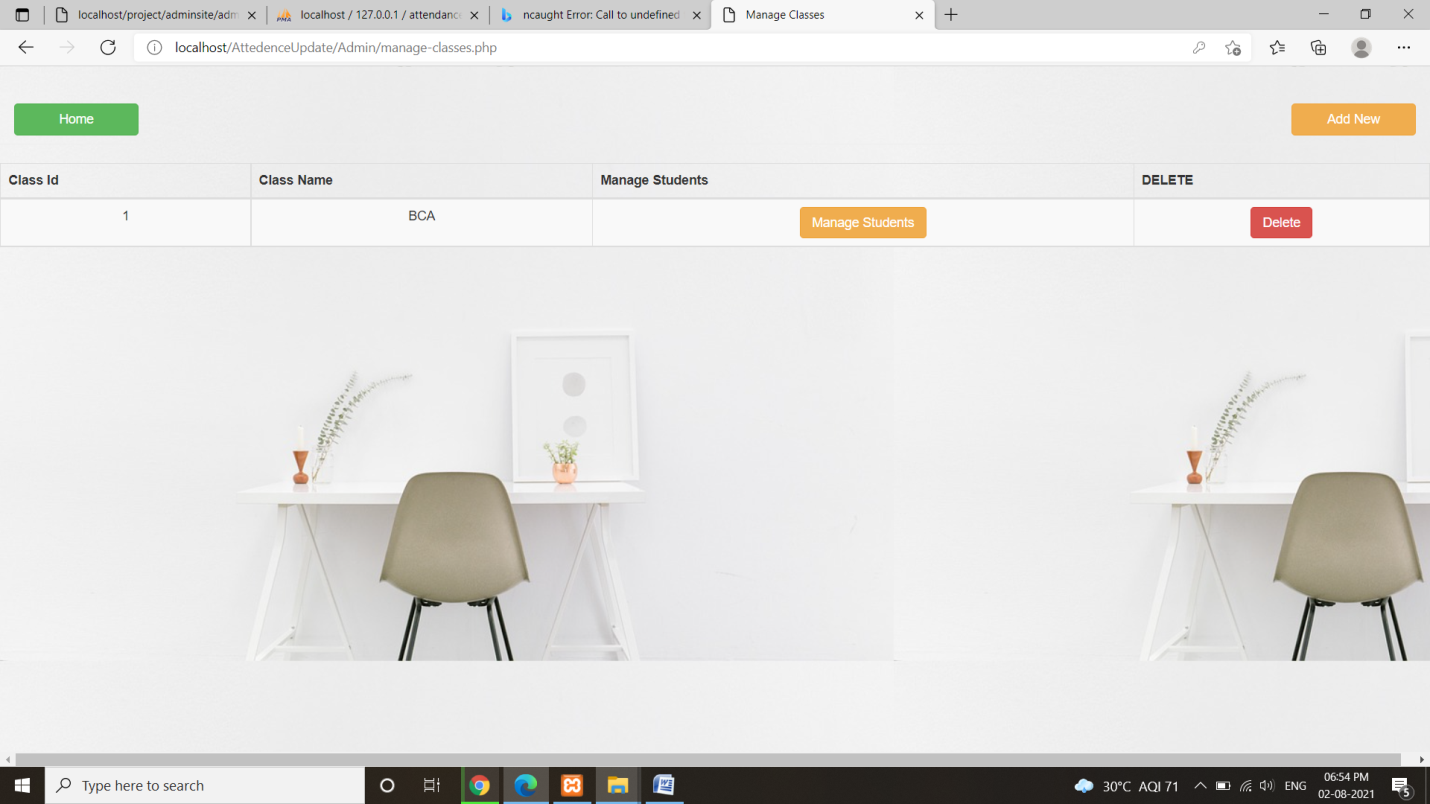 localhost/project/adminsite/adm
localhost / 127.0.0.1 / attendance
ncaught Error: Call to undefined
Manage Classes
localhost/AttedenceUpdate/Admin/manage-classes.php
Home
Add New
Class Id
Class Name
Manage Students
DELETE
1
BCA
Manage Students
Delete
Type here to search
30°C AQI 71
ENG
06:54 PM
02-08-2021
5